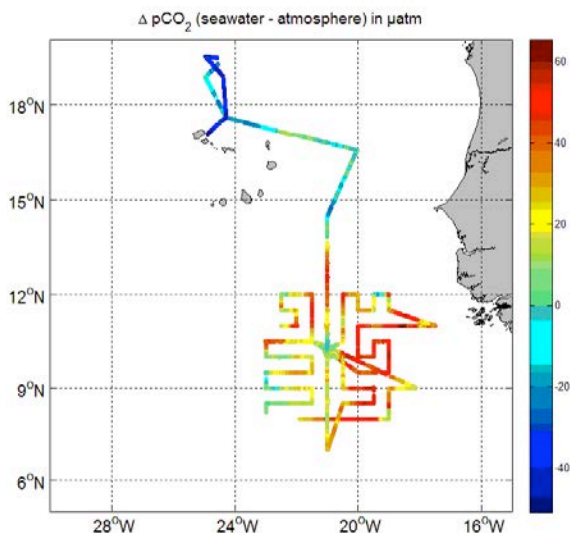 Δ pCO₂ (seawater - atmosphere) in μatm
18°N
15°N
12°N
9°N
6°N
28°W
24°W
20°W
16°W
60
40
20
0
-20
-40